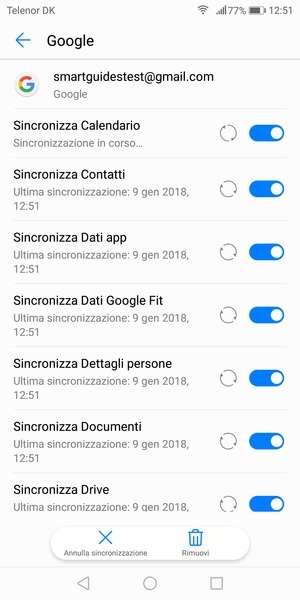 Telenor DK 77% 12:51
Google
smartguidestest@gmail.com
Google
Sincronizza Calendario
Sincronizzazione in corso...
Sincronizza Contatti
Ultima sincronizzazione: 9 gen 2018,
12:51
Sincronizza Dati app
Ultima sincronizzazione: 9 gen 2018,
12:51
Sincronizza Dati Google Fit
Ultima sincronizzazione: 9 gen 2018,
12:51
Sincronizza Dettagli persone
Ultima sincronizzazione: 9 gen 2018,
12:51
Sincronizza Documenti
Ultima sincronizzazione: 9 gen 2018,
12:51
Sincronizza Drive
Ultima sincronizzazione: 9 gen 2018,
Annulla sincronizzazione Rimuovi